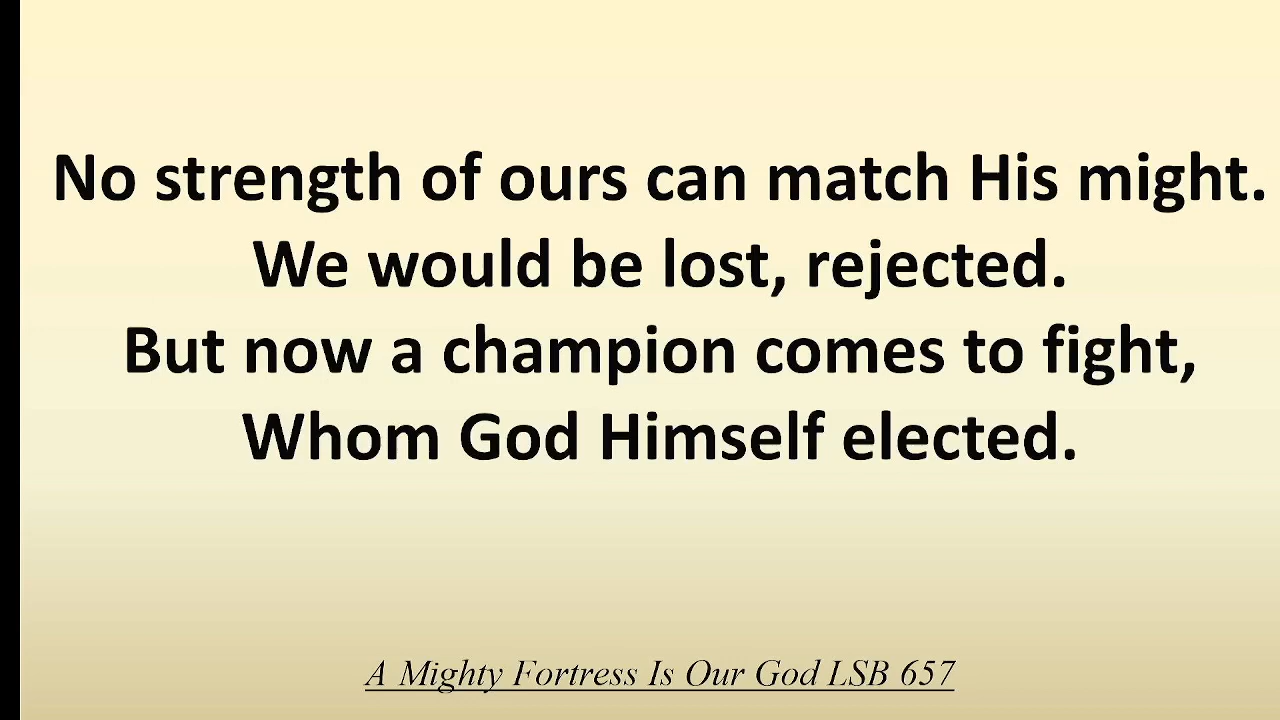 No strength of ours can match His might.
We would be lost, rejected.
But now a champion comes to fight,
Whom God Himself elected.
A Mighty Fortress Is Our God LSB 657